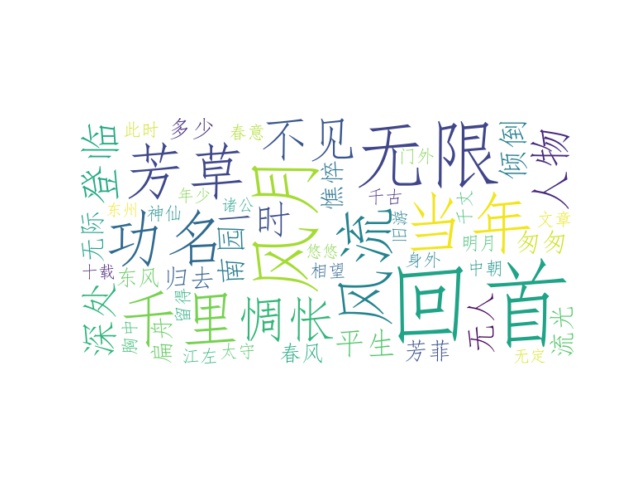 此时
多少
春意
不见
无限
门外
倾倒
人物
登临
芳草
年少
风月
憔悴
千古
当年
东州
神仙
诸公
时
风流
旧游
文章
无际
功名
南园
悠悠
明月
匆匆
十载
东风
归去
相望
身外
中朝
回首
深处
千里
留得
惆怅
平生
无人
流光
胸中
扁舟
江左
太守
春风
芳菲
无定